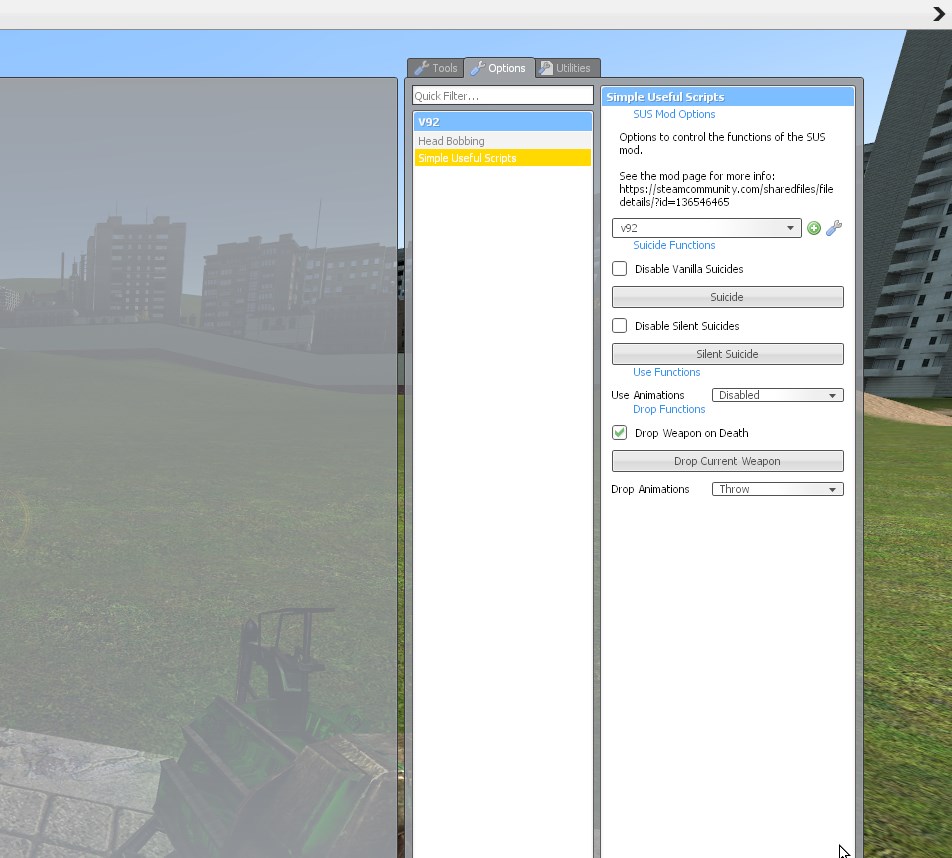 Tools
Options
Utilities
Quick Filter...
V92
Head Bobbing
Simple Useful Scripts
Simple Useful Scripts
SUS Mod Options
Options to control the functions of the SUS
mod.
See the mod page for more info:
https://steamcommunity.com/sharedfiles/file
details/?id=136546465
v92
Suicide Functions
Disable Vanilla Suicides
Suicide
Disable Silent Suicides
Silent Suicide
Use Functions
Use Animations
Disabled
Drop Functions
Drop Weapon on Death
Drop Current Weapon
Drop Animations
Throw